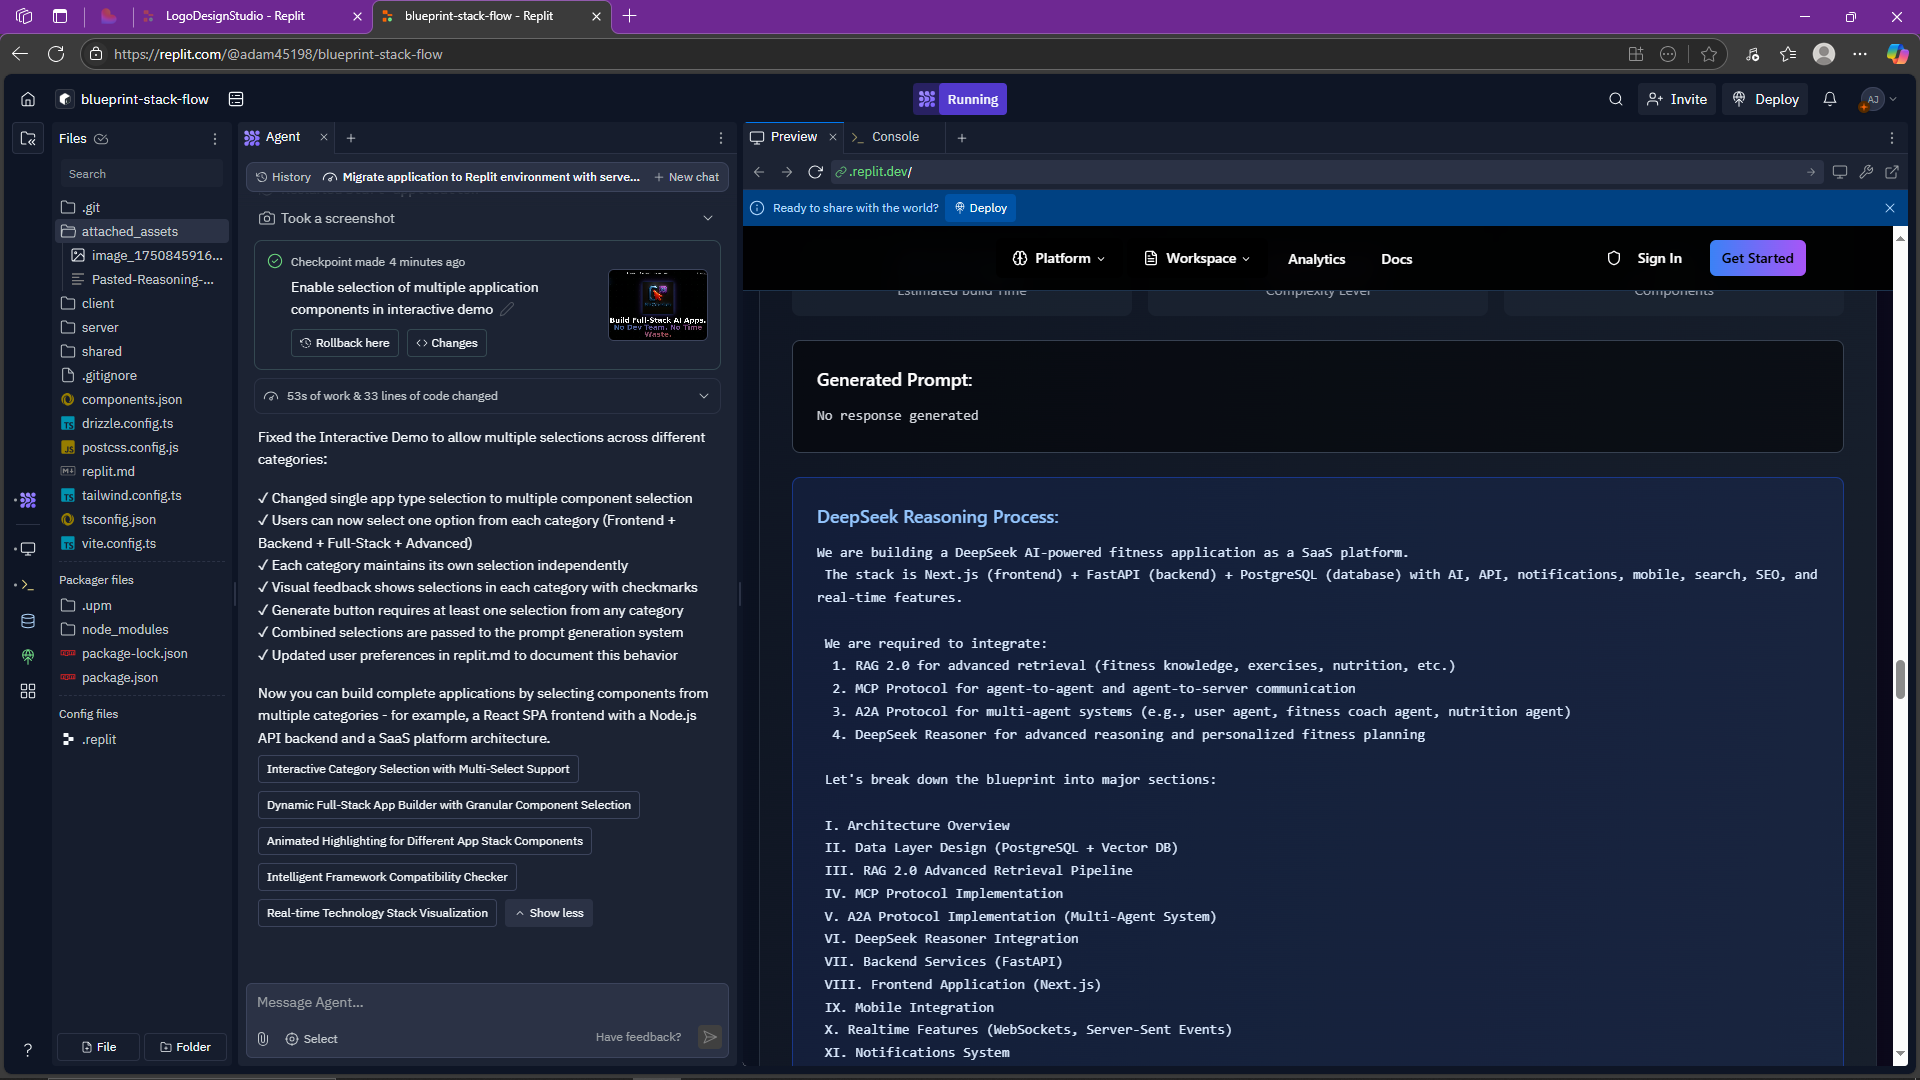 LogoDesignStudio - Replit
blueprint-stack-flow - Replit
https://replit.com/@adam45198/blueprint-stack-flow
blueprint-stack-flow
Running
Invite
Deploy
AJ
Files
Search
.git
attached_assets
image_1750845916...
Pasted-Reasoning-...
client
server
shared
.gitignore
components.json
drizzle.config.ts
postcss.config.js
replit.md
tailwind.config.ts
tsconfig.json
vite.config.ts
Packager files
.upm
node_modules
package-lock.json
package.json
Config files
.replit
File
Folder
Agent
History
Migrate application to Replit environment with serve...
New chat
Took a screenshot
Checkpoint made 4 minutes ago
Enable selection of multiple application
components in interactive demo
Build Full-Stack AI Apps.
No Dev Team. No Time
Waste.
Rollback here
Changes
53s of work & 33 lines of code changed
Fixed the Interactive Demo to allow multiple selections across different
categories:
✓ Changed single app type selection to multiple component selection
✓ Users can now select one option from each category (Frontend +
Backend + Full-Stack + Advanced)
✓ Each category maintains its own selection independently
✓ Visual feedback shows selections in each category with checkmarks
✓ Generate button requires at least one selection from any category
✓ Combined selections are passed to the prompt generation system
✓ Updated user preferences in replit.md to document this behavior
Now you can build complete applications by selecting components from
multiple categories - for example, a React SPA frontend with a Node.js
API backend and a SaaS platform architecture.
Interactive Category Selection with Multi-Select Support
Dynamic Full-Stack App Builder with Granular Component Selection
Animated Highlighting for Different App Stack Components
Intelligent Framework Compatibility Checker
Real-time Technology Stack Visualization
Show less
Message Agent...
Select
Have feedback?
Preview
Console
.replit.dev/
Ready to share with the world?
Deploy
Platform
Workspace
Analytics
Docs
Sign In
Get Started
Estimated Build Time
Complexity Level
Components
Generated Prompt:
No response generated
DeepSeek Reasoning Process:
We are building a DeepSeek AI-powered fitness application as a SaaS platform.
The stack is Next.js (frontend) + FastAPI (backend) + PostgreSQL (database) with AI, API, notifications, mobile, search, SEO, and
real-time features.
We are required to integrate:
1. RAG 2.0 for advanced retrieval (fitness knowledge, exercises, nutrition, etc.)
2. MCP Protocol for agent-to-agent and agent-to-server communication
3. A2A Protocol for multi-agent systems (e.g., user agent, fitness coach agent, nutrition agent)
4. DeepSeek Reasoner for advanced reasoning and personalized fitness planning
Let's break down the blueprint into major sections:
I. Architecture Overview
II. Data Layer Design (PostgreSQL + Vector DB)
III. RAG 2.0 Advanced Retrieval Pipeline
IV. MCP Protocol Implementation
V. A2A Protocol Implementation (Multi-Agent System)
VI. DeepSeek Reasoner Integration
VII. Backend Services (FastAPI)
VIII. Frontend Application (Next.js)
IX. Mobile Integration
X. Realtime Features (WebSockets, Server-Sent Events)
XI. Notifications System